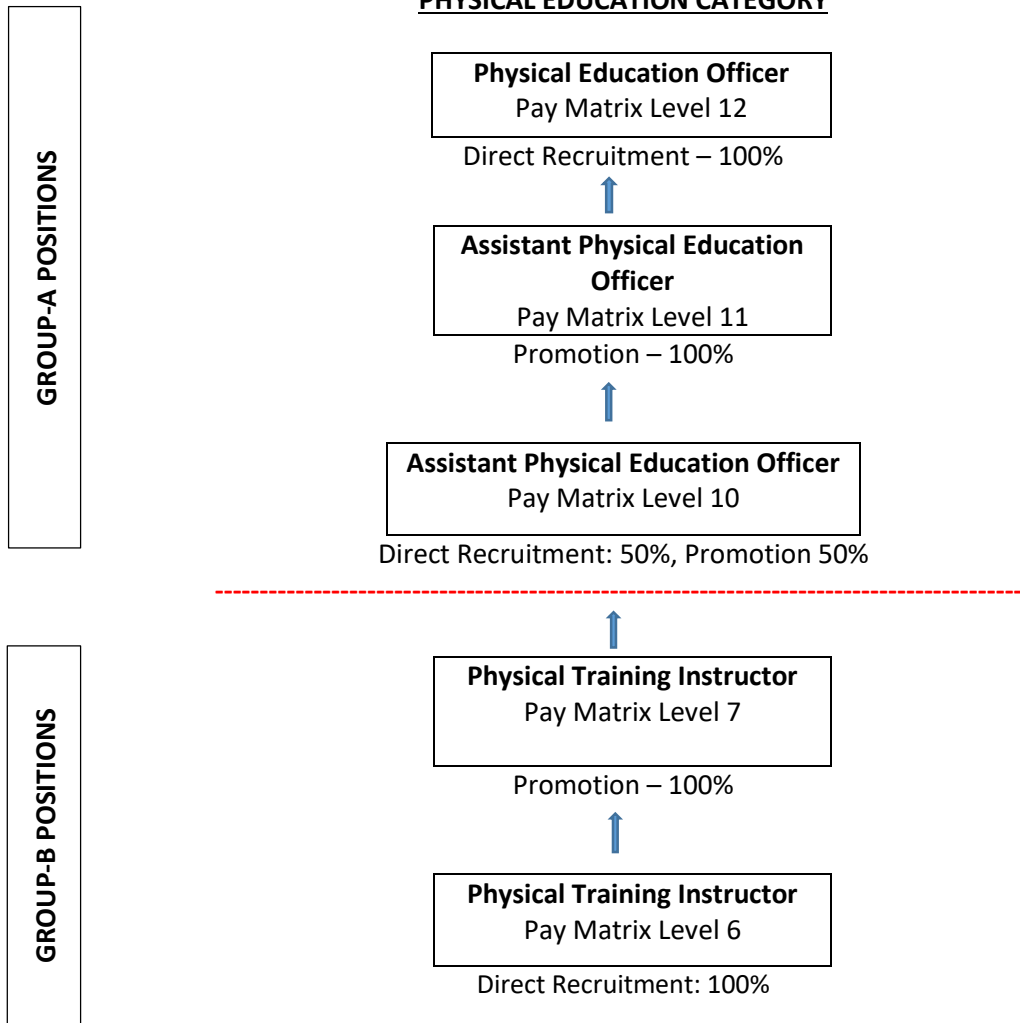 PHYSICAL EDUCATION CATEGORY
GROUP-A POSITIONS
Physical Education Officer
Pay Matrix Level 12
Direct Recruitment – 100%
Assistant Physical Education
Officer
Pay Matrix Level 11
Promotion – 100%
Assistant Physical Education Officer
Pay Matrix Level 10
Direct Recruitment: 50%, Promotion 50%
GROUP-B POSITIONS
Physical Training Instructor
Pay Matrix Level 7
Promotion – 100%
Physical Training Instructor
Pay Matrix Level 6
Direct Recruitment: 100%